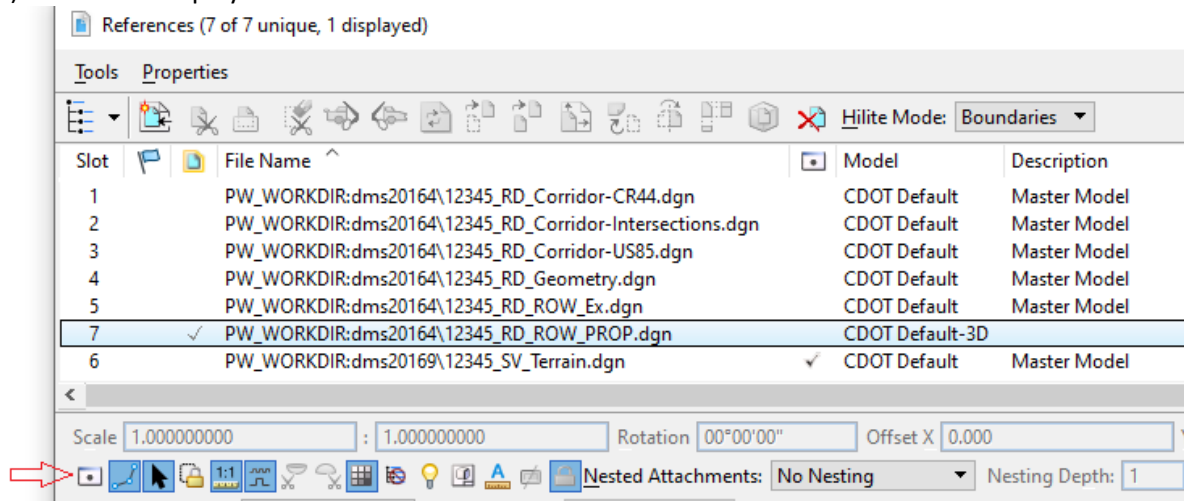 References (7 of 7 unique, 1 displayed)
Tools Properties
Hilite Mode: Boundaries
Slot File Name Model Description
1 PW_WORKDIR:dms20164\12345_RD_Corridor-CR44.dgn CDOT Default Master Model
2 PW_WORKDIR:dms20164\12345_RD_Corridor-Intersections.dgn CDOT Default Master Model
3 PW_WORKDIR:dms20164\12345_RD_Corridor-US85.dgn CDOT Default Master Model
4 PW_WORKDIR:dms20164\12345_RD_Geometry.dgn CDOT Default Master Model
5 PW_WORKDIR:dms20164\12345_RD_ROW_Ex.dgn CDOT Default Master Model
7 PW_WORKDIR:dms20164\12345_RD_ROW_PROP.dgn CDOT Default-3D
6 PW_WORKDIR:dms20169\12345_SV_Terrain.dgn CDOT Default Master Model
Scale 1.000000000 : 1.000000000 Rotation 00°00'00" Offset X 0.000
1:1 Nested Attachments: No Nesting Nesting Depth: 1